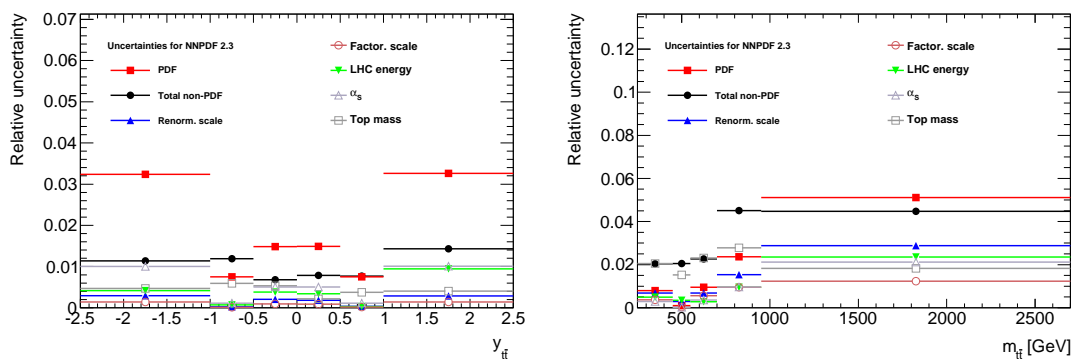 Relative uncertainty
0.07
0.06
0.05
0.04
0.03
0.02
0.01
0
Uncertainties for NNPDF 2.3
PDF
Total non-PDF
Renorm. scale
Factor. scale
LHC energy
αs
Top mass
-2.5 -2 -1.5 -1 -0.5 0 0.5 1 1.5 2 2.5
y tt̄
Relative uncertainty
0.12
0.1
0.08
0.06
0.04
0.02
0
Uncertainties for NNPDF 2.3
PDF
Total non-PDF
Renorm. scale
Factor. scale
LHC energy
αs
Top mass
500 1000 1500 2000 2500
m tt̄ [GeV]